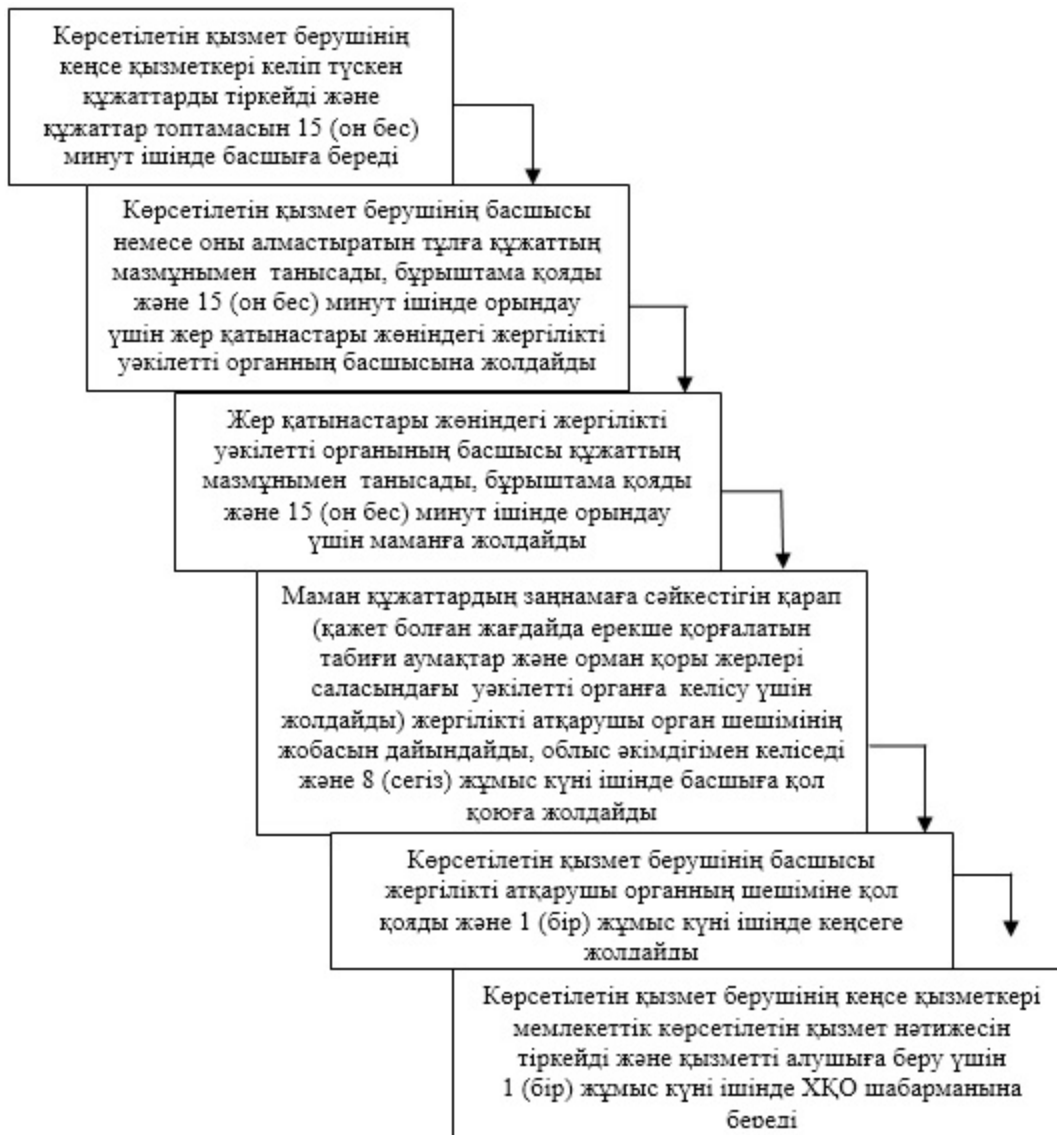 Көрсетілетін қызмет берушінің
кеңсе қызметкері келіп түскен
құжаттарды тіркейді және
құжаттар топтамасын 15 (он бес)
минут ішінде басшыға береді
Көрсетілетін қызмет берушінің басшысы
немесе оны алмастыратын тұлға құжаттың
мазмұнымен танысады, бұрыштама қояды
және 15 (он бес) минут ішінде орындау
үшін жер қатынастары жөніндегі жергілікті
уәкілетті органның басшысына жолдайды
Жер қатынастары жөніндегі жергілікті
уәкілетті органының басшысы құжаттың
мазмұнымен танысады, бұрыштама қояды
және 15 (он бес) минут ішінде орындау
үшін маманға жолдайды
Маман құжаттардың заңнамаға сәйкестігін қарап
(қажет болған жағдайда ерекше қорғалатын
табиғи аумақтар және орман қоры жерлері
саласындағы уәкілетті органға келісу үшін
жолдайды) жергілікті атқарушы орган шешімінің
жобасын дайындайды, облыс әкімдігімен келіседі
және 8 (сегіз) жұмыс күні ішінде басшыға қол
қоюға жолдайды
Көрсетілетін қызмет берушінің басшысы
жергілікті атқарушы органның шешіміне қол
қояды және 1 (бір) жұмыс күні ішінде кеңсеге
жолдайды
Көрсетілетін қызмет берушінің кеңсе қызметкері
мемлекеттік көрсетілетін қызмет нәтижесін
тіркейді және қызметті алушыға беру үшін
1 (бір) жұмыс күні ішінде ХҚО шабарманына
береді